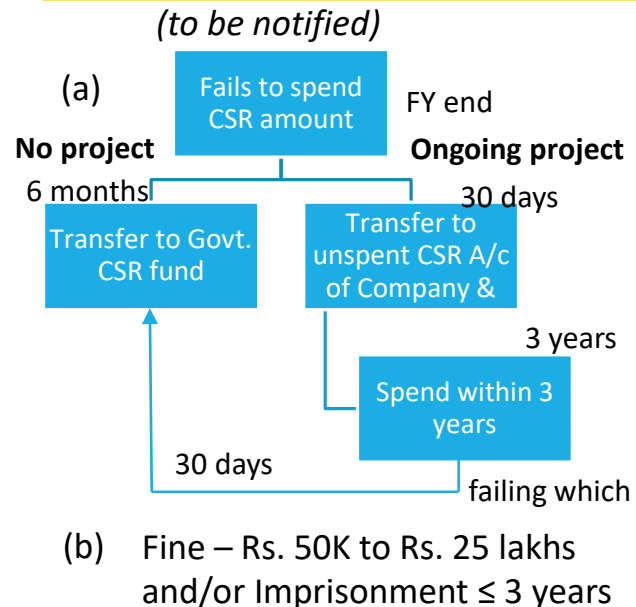 (to be notified)
(a)
Fails to spend
CSR amount
FY end
No project
Ongoing project
6 months
30 days
Transfer to Govt.
CSR fund
Transfer to
unspent CSR A/c
of Company &
3 years
Spend within 3
years
30 days
failing which
(b) Fine – Rs. 50K to Rs. 25 lakhs
and/or Imprisonment ≤ 3 years